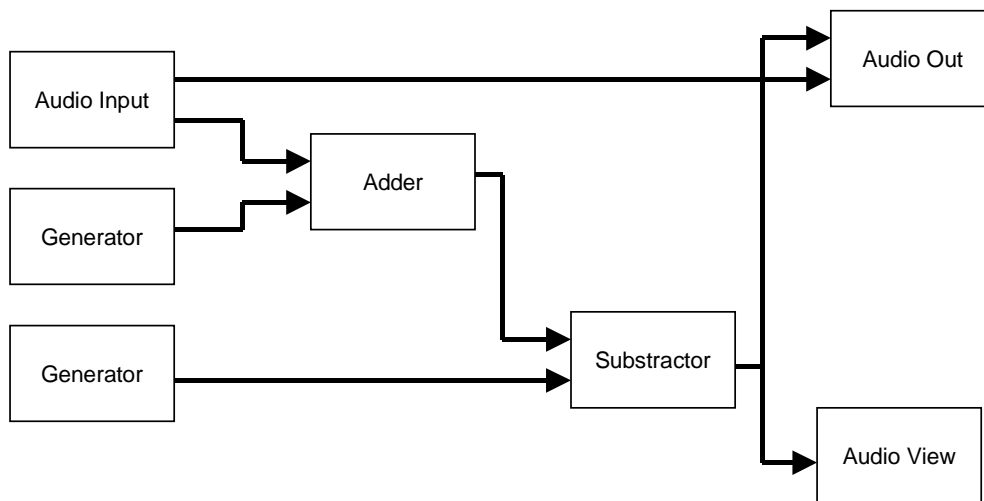 Audio Out
Audio Input
Adder
Generator
Substractor
Generator
Audio View